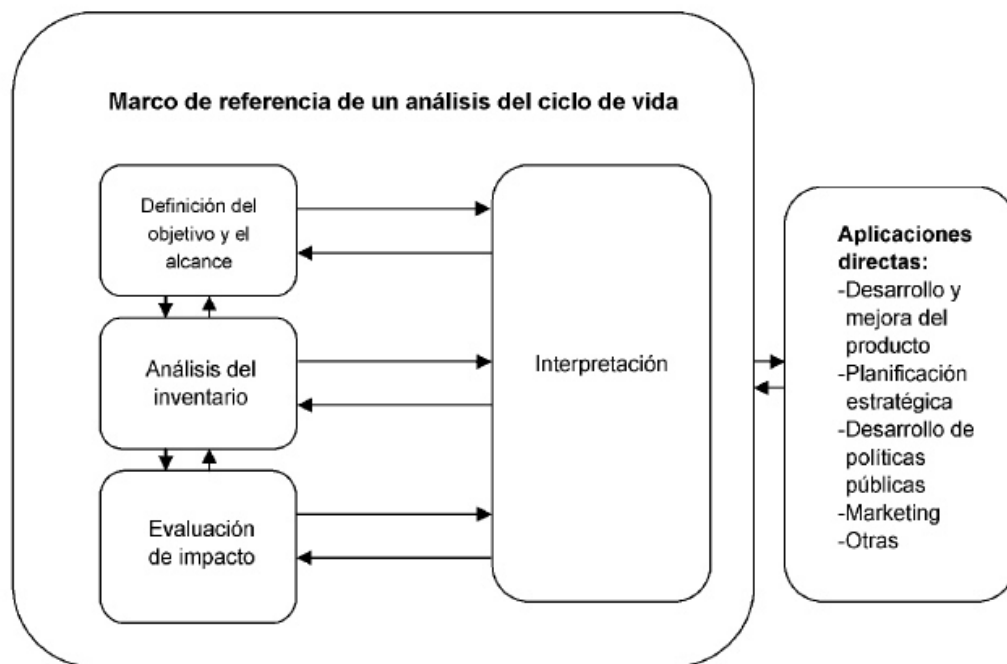 Marco de referencia de un análisis del ciclo de vida
Definición del
objetivo y el
alcance
Análisis del
inventario
Evaluación
de impacto
Interpretación
Aplicaciones
directas:
-Desarrollo y
mejora del
producto
-Planificación
estratégica
-Desarrollo de
políticas
públicas
-Marketing
-Otras